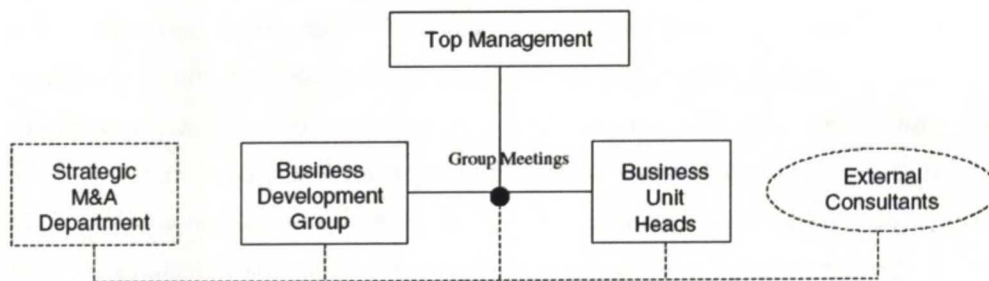 Top Management
Group Meetings
Strategic
M&A
Department
Business
Development
Group
Business
Unit
Heads
External
Consultants